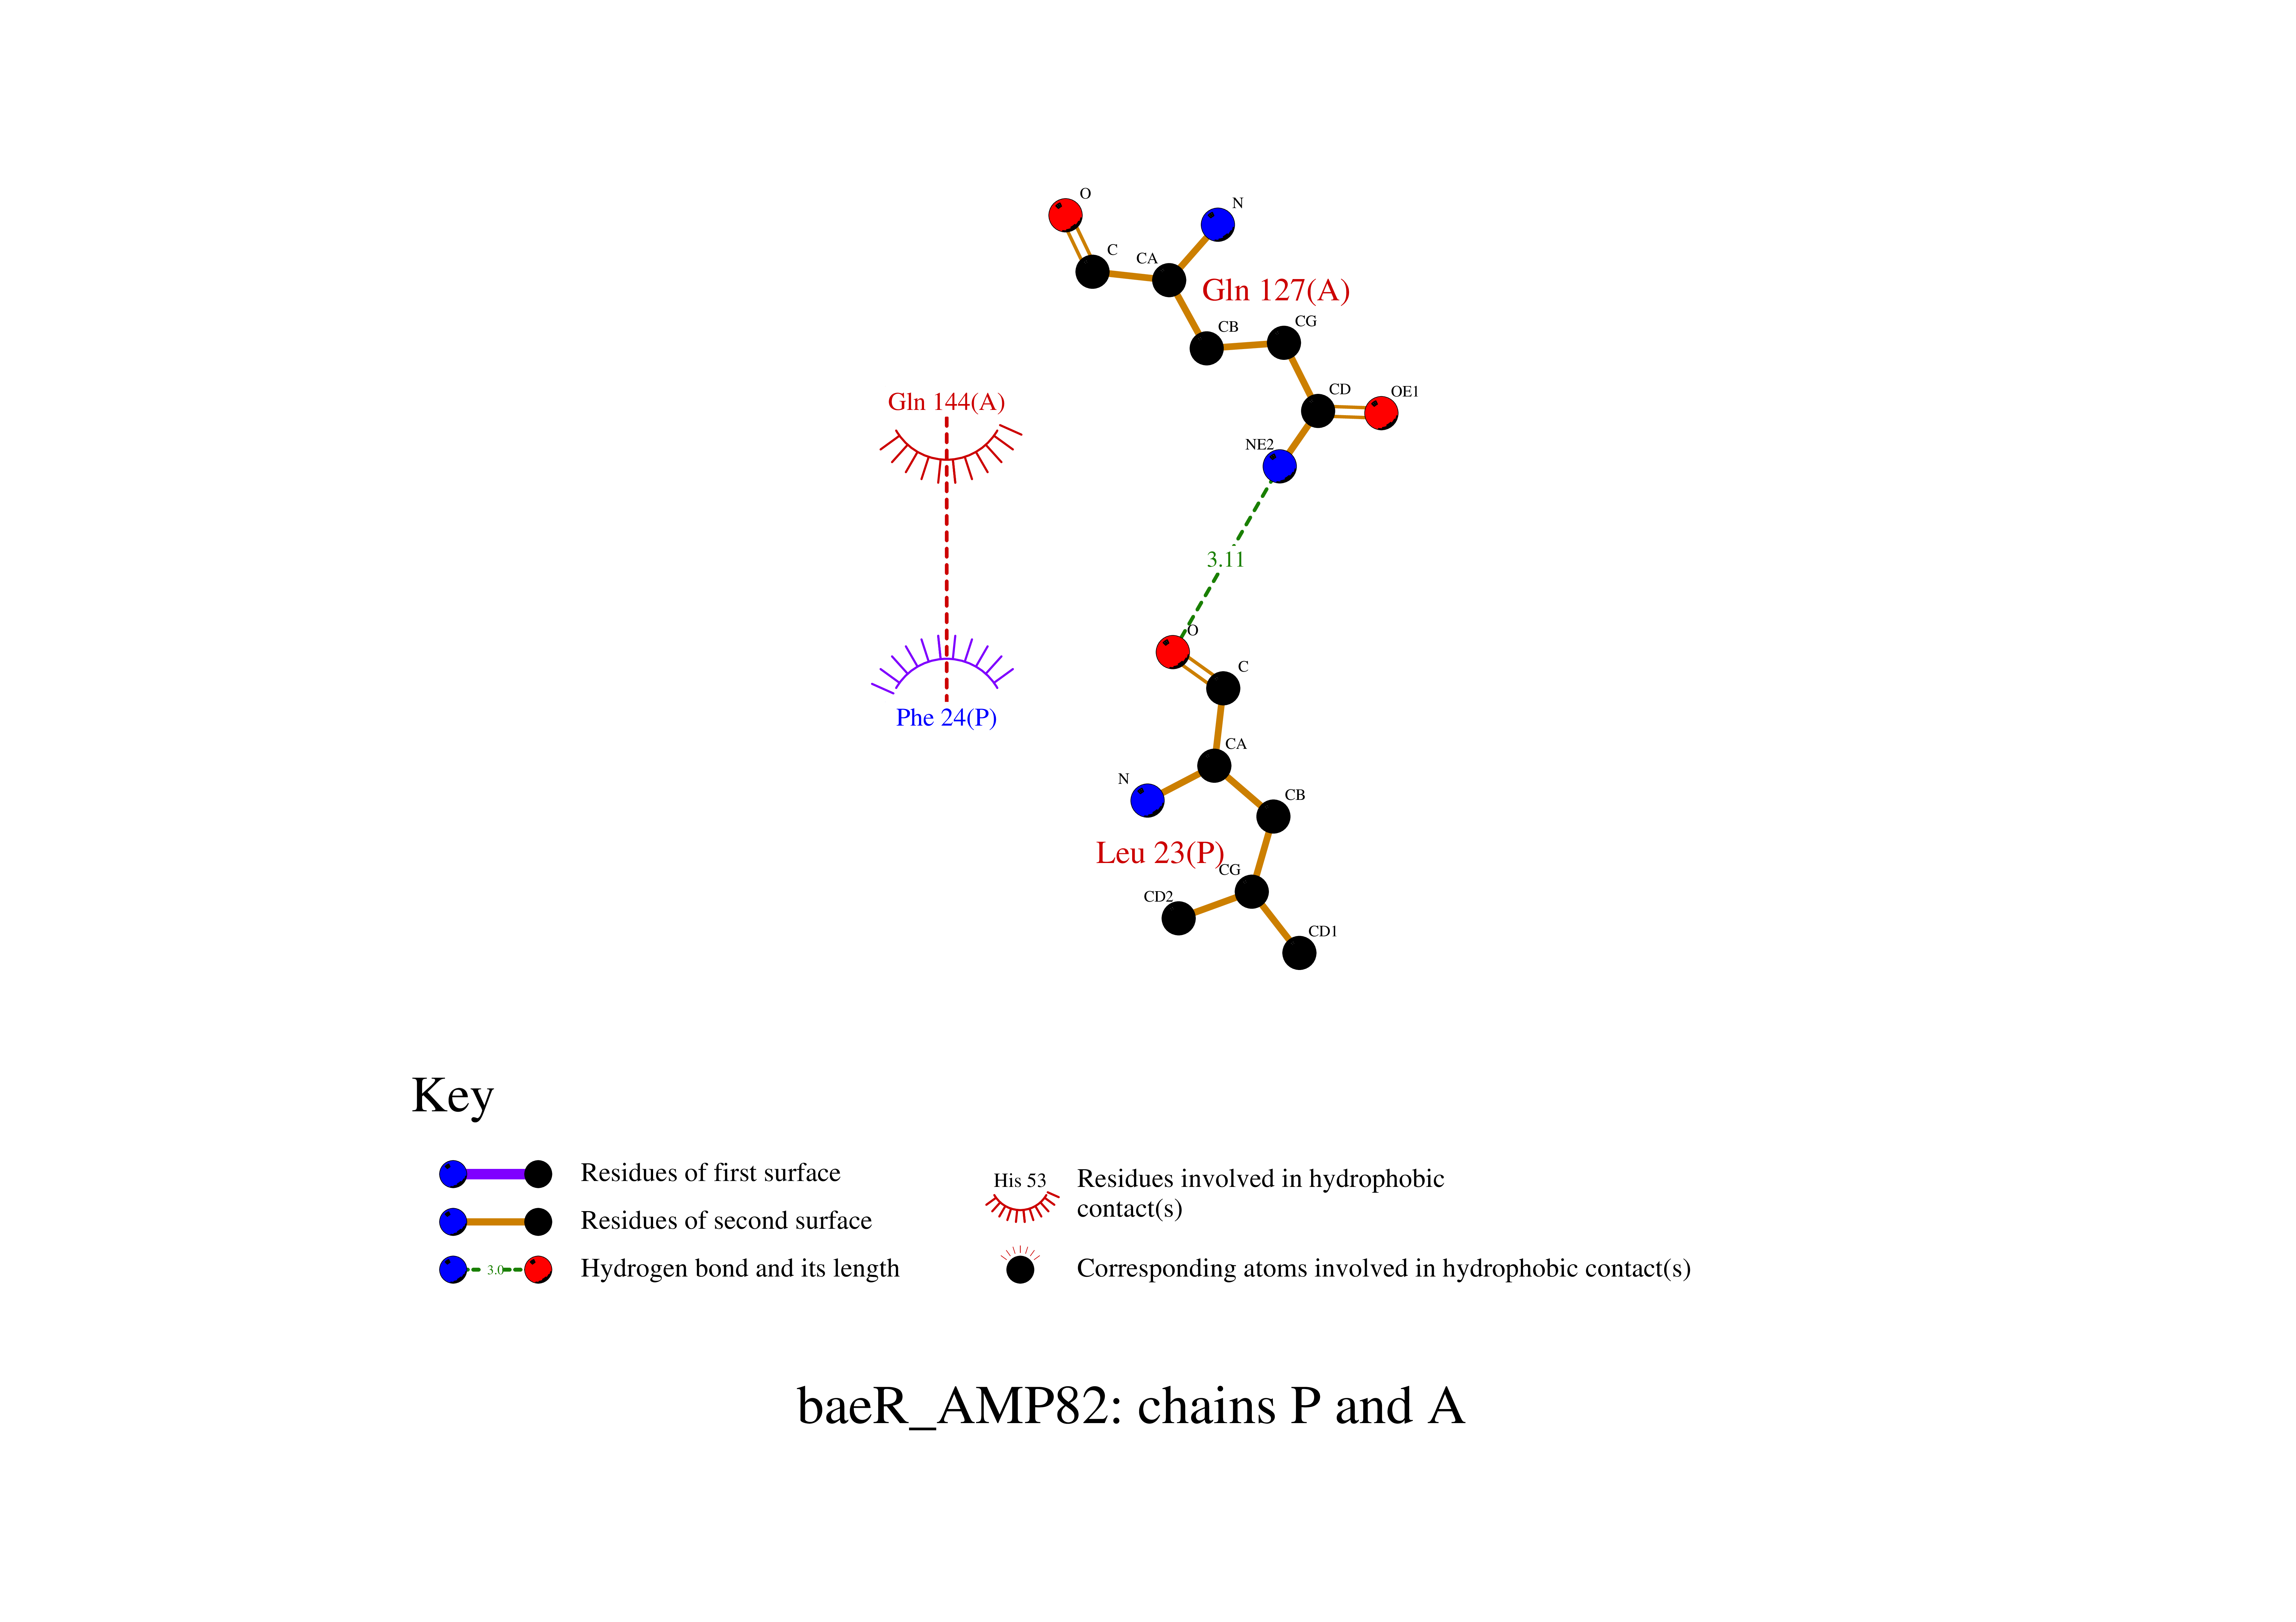 O
N
C
CA
Gln 127(A)
CB
CG
CD
OE1
Gln 144(A)
NE2
3.11
O
C
Phe 24(P)
CA
N
CB
Leu 23(P)
CG
CD2
CD1
Key
Residues of first surface
Residues of second surface
3.0
Hydrogen bond and its length
His 53
Residues involved in hydrophobic
contact(s)
Corresponding atoms involved in hydrophobic contact(s)
baeR_AMP82: chains P and A